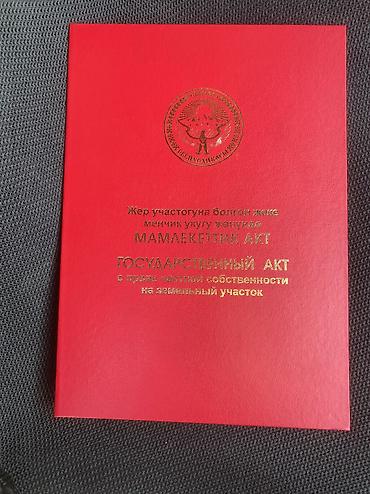 Жер участогуна болгон жеке
менчик укугу жөнүндө
МАМЛЕКЕТТИК АКТ
ГОСУДАРСТВЕННЫЙ АКТ
о праве частной собственности
на земельный участок